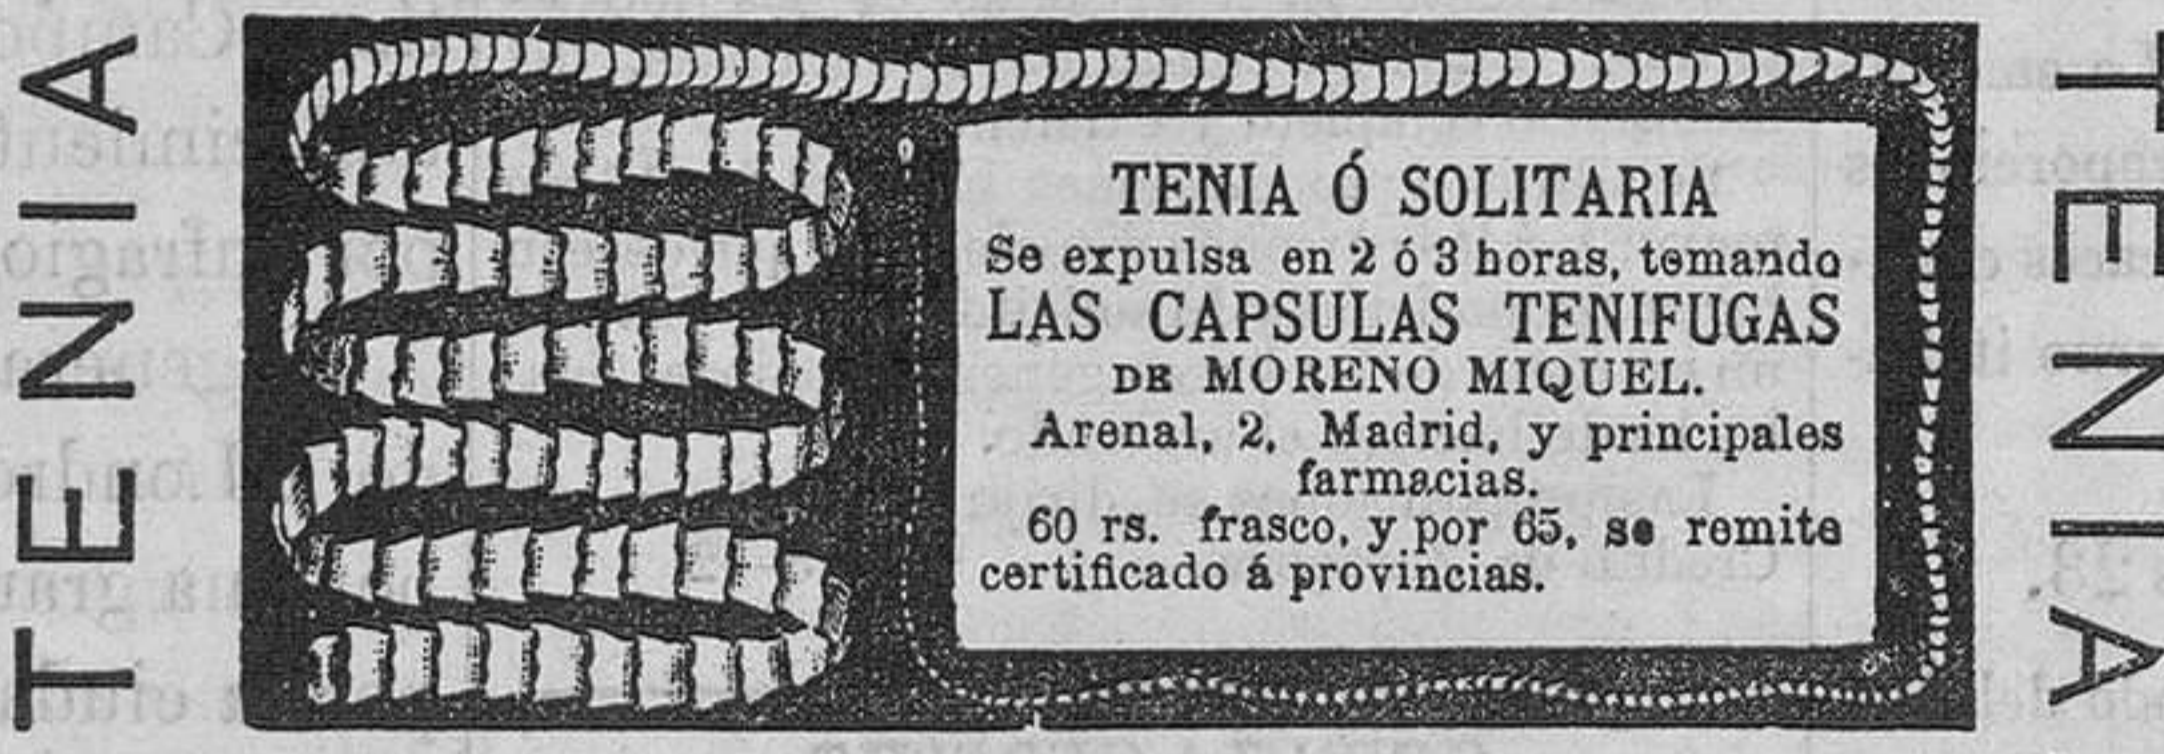 TENIA
TENIA Ó SOLITARIA
Se expulsa en 2 ó 3 horas, temando
LAS CAPSULAS TENIFUGAS
DE MORENO MIQUEL.
Arenal, 2, Madrid, y principales
farmacias.
60 rs. frasco, y por 65, se remite
certificado á provincias.
TENIA